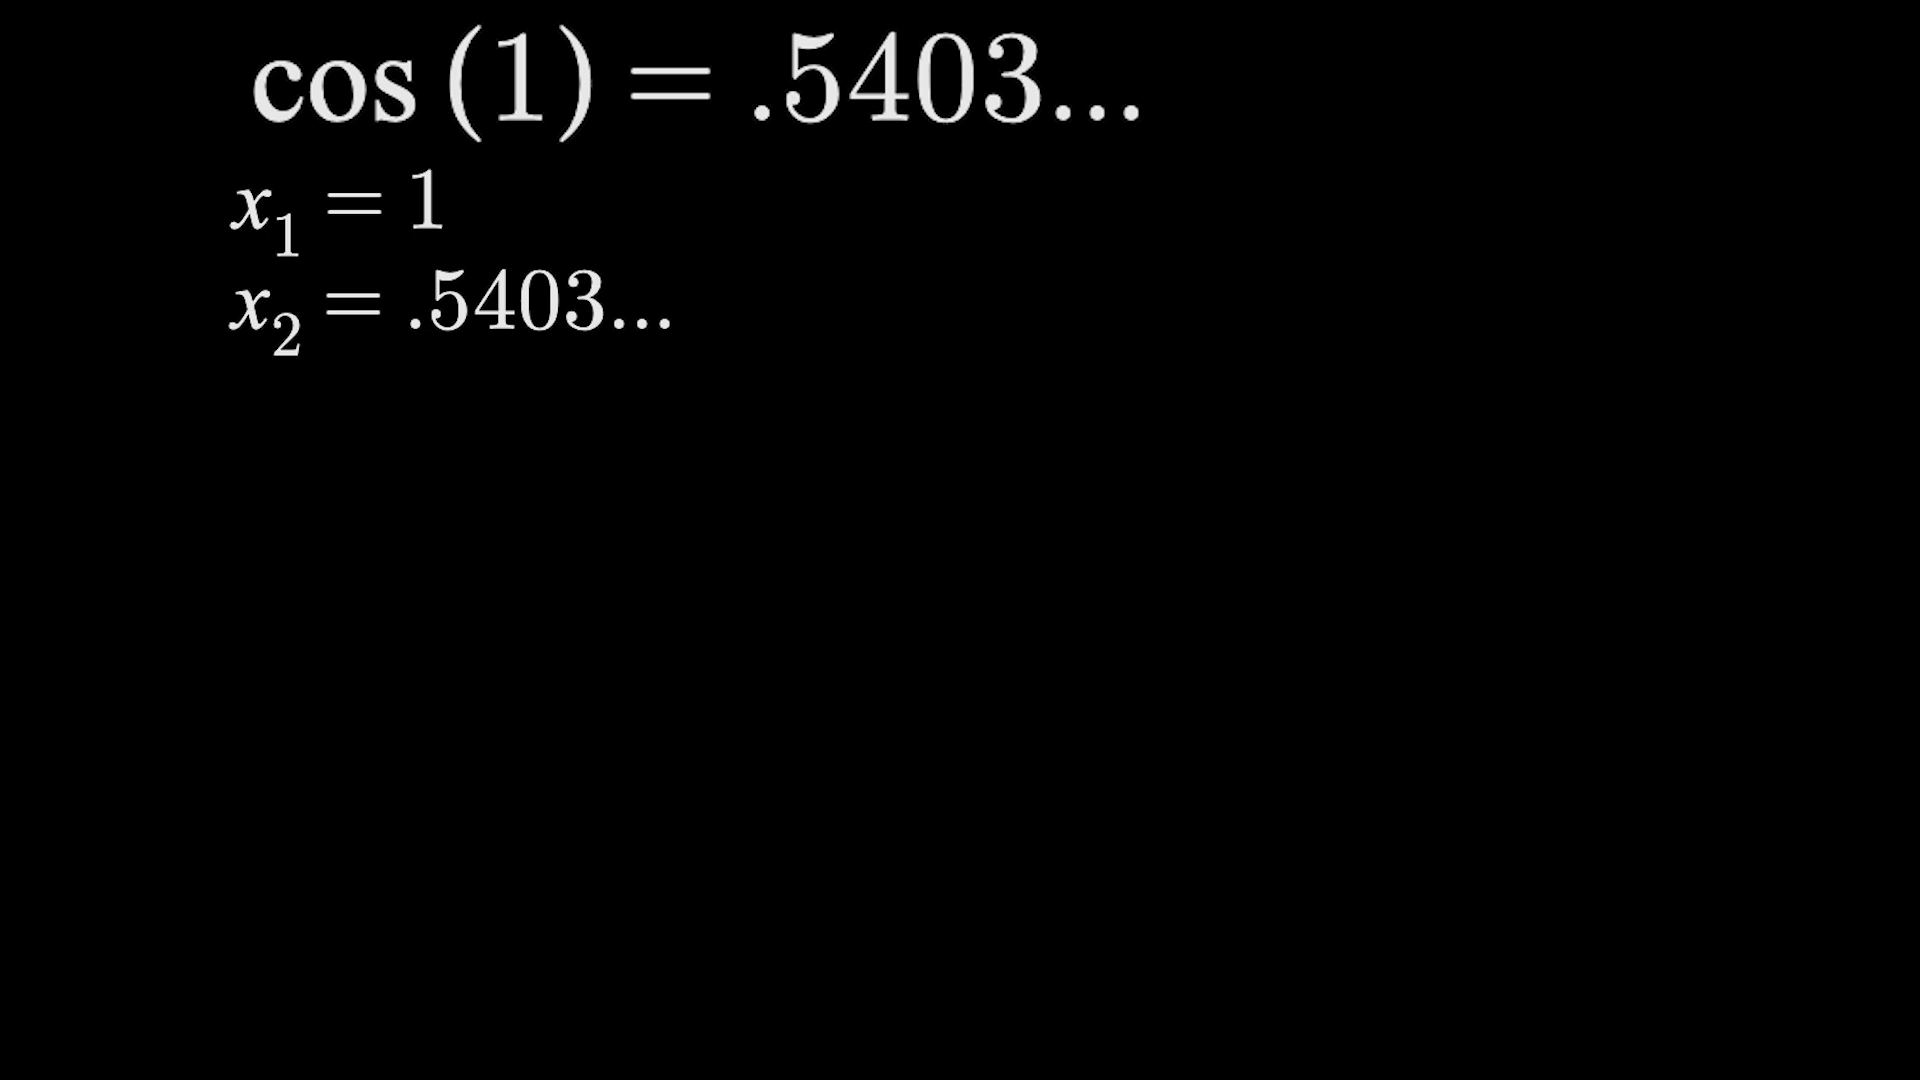 cos (1) = .5403...
x₁ = 1
x₂ = .5403...